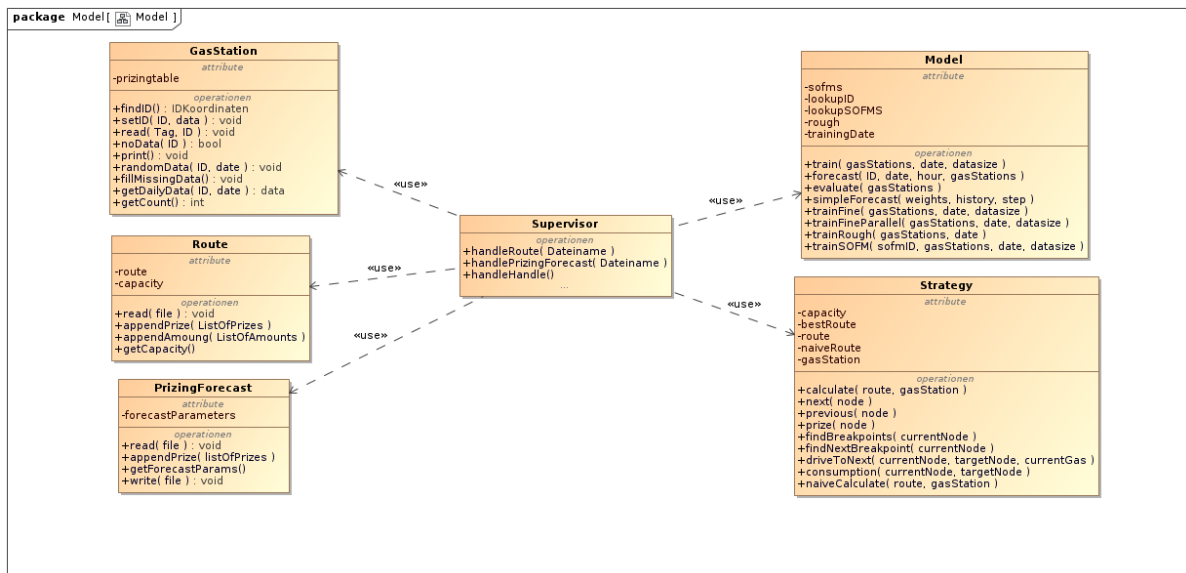 package Model[ Model ]
GasStation
attribute
-prizingtable
operationen
+findID() : IDKoordinaten
+setID( ID, data ) : void
+read( Tag, ID ) : void
+noData( ID ) : bool
+print() : void
+randomData( ID, date ) : void
+fillMissingData() : void
+getDailyData( ID, date ) : data
+getCount() : int
Route
attribute
-route
-capacity
operationen
+read( file ) : void
+appendPrize( ListOfPrizes )
+appendAmoung( ListOfAmounts )
+getCapacity()
PrizingForecast
attribute
-forecastParameters
operationen
+read( file ) : void
+appendPrize( listOfPrizes )
+getForecastParams()
+write( file ) : void
«use»
«use»
«use»
Supervisor
operationen
+handleRoute( Dateiname )
+handlePrizingForecast( Dateiname )
+handleHandle()
...
«use»
«use»
Model
attribute
-sofms
-lookupID
-lookupSOFMS
-rough
-trainingDate
operationen
+train( gasStations, date, datasize )
+forecast( ID, date, hour, gasStations )
+evaluate( gasStations )
+simpleForecast( weights, history, step )
+trainFine( gasStations, date, datasize )
+trainFineParallel( gasStations, date, datasize )
+trainRough( gasStations, date )
+trainSOFM( sofmID, gasStations, date, datasize )
Strategy
attribute
-capacity
-bestRoute
-route
-naiveRoute
-gasStation
operationen
+calculate( route, gasStation )
+next( node )
+previous( node )
+prize( node )
+findBreakpoints( currentNode )
+findNextBreakpoint( currentNode )
+driveToNext( currentNode, targetNode, currentGas )
+consumption( currentNode, targetNode )
+naiveCalculate( route, gasStation )